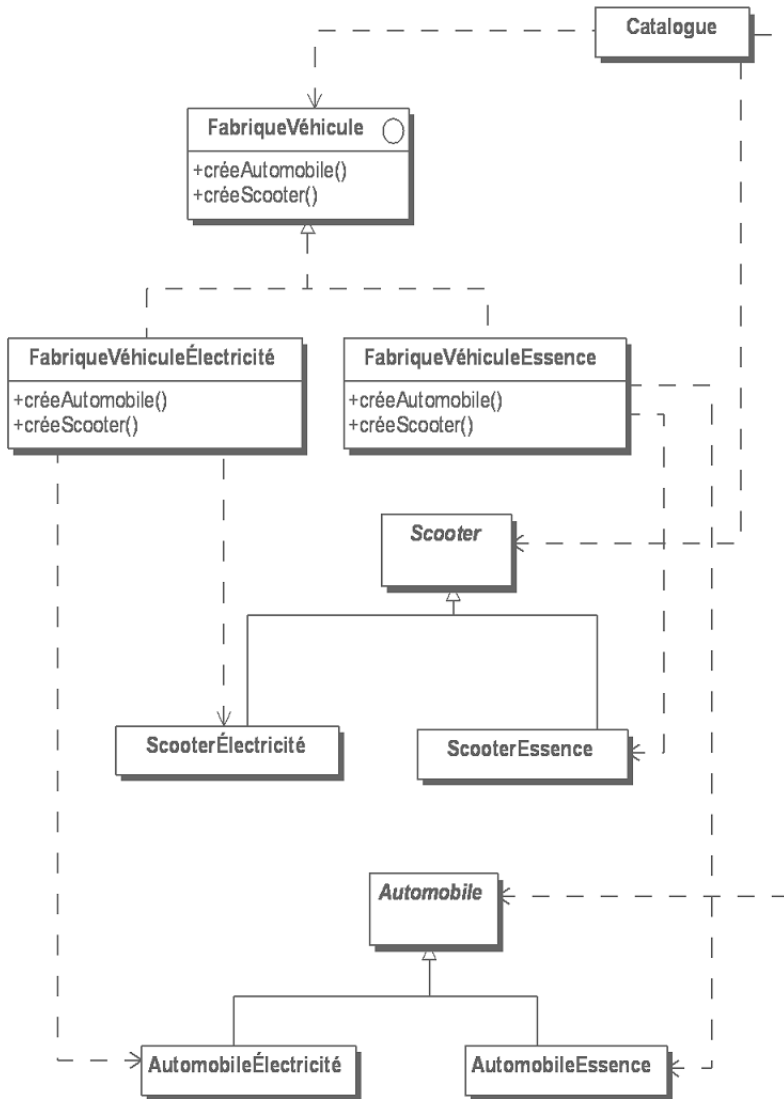 Catalogue
FabriqueVéhicule
+créeAutomobile()
+créeScooter()
FabriqueVéhiculeÉlectricité
+créeAutomobile()
+créeScooter()
FabriqueVéhiculeEssence
+créeAutomobile()
+créeScooter()
Scooter
ScooterÉlectricité
ScooterEssence
Automobile
AutomobileÉlectricité
AutomobileEssence